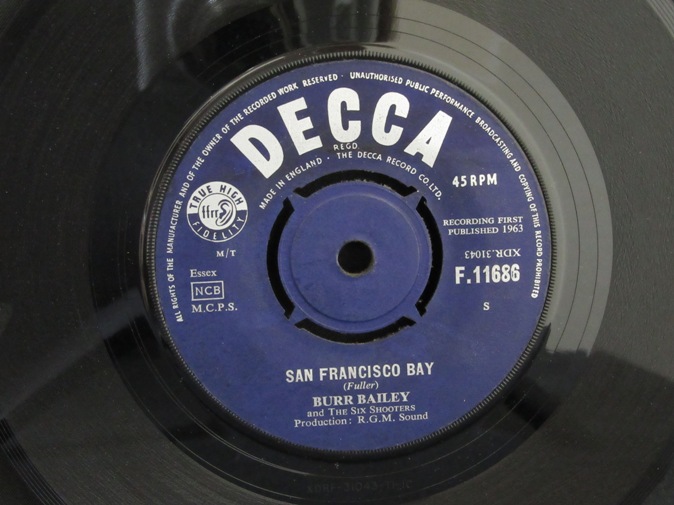 ALL RIGHTS OF THE MANUFACTURER AND OF THE OWNER OF THE RECORDED WORK RESERVED · UNAUTHORISED PUBLIC PERFORMANCE BROADCASTING AND COPYING OF THIS RECORD PROHIBITED
DECCA
REGD.
MADE IN ENGLAND · THE DECCA RECORD CO. LTD.
TRUE HIGH
ffrr
FIDELITY
M/T
Essex
NCB
M.C.P.S.
45 RPM
RECORDING FIRST
PUBLISHED 1963
XDR.31043
F.11686
S
SAN FRANCISCO BAY
(Fuller)
BURR BAILEY
and THE SIX SHOOTERS
Production: R.G.M. Sound